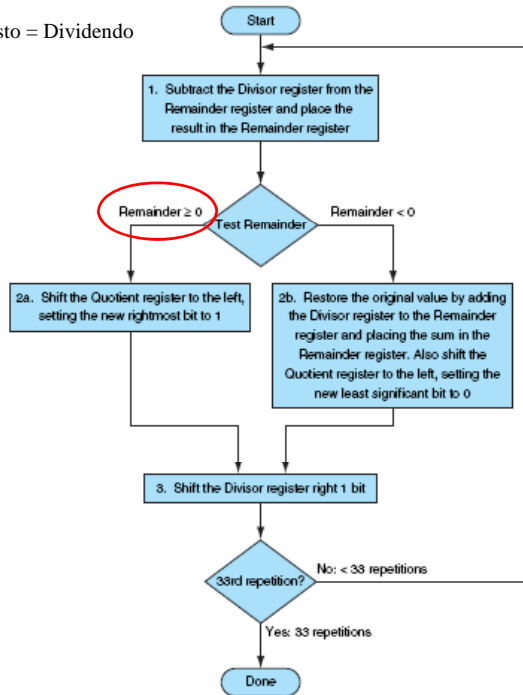 sto = Dividendo
Start
1. Subtract the Divisor register from the
Remainder register and place the
result in the Remainder register
Remainder ≥ 0
Test Remainder
Remainder < 0
2a. Shift the Quotient register to the left,
setting the new rightmost bit to 1
2b. Restore the original value by adding
the Divisor register to the Remainder
register and placing the sum in the
Remainder register. Also shift the
Quotient register to the left, setting the
new least significant bit to 0
3. Shift the Divisor register right 1 bit
33rd repetition?
No: < 33 repetitions
Yes: 33 repetitions
Done